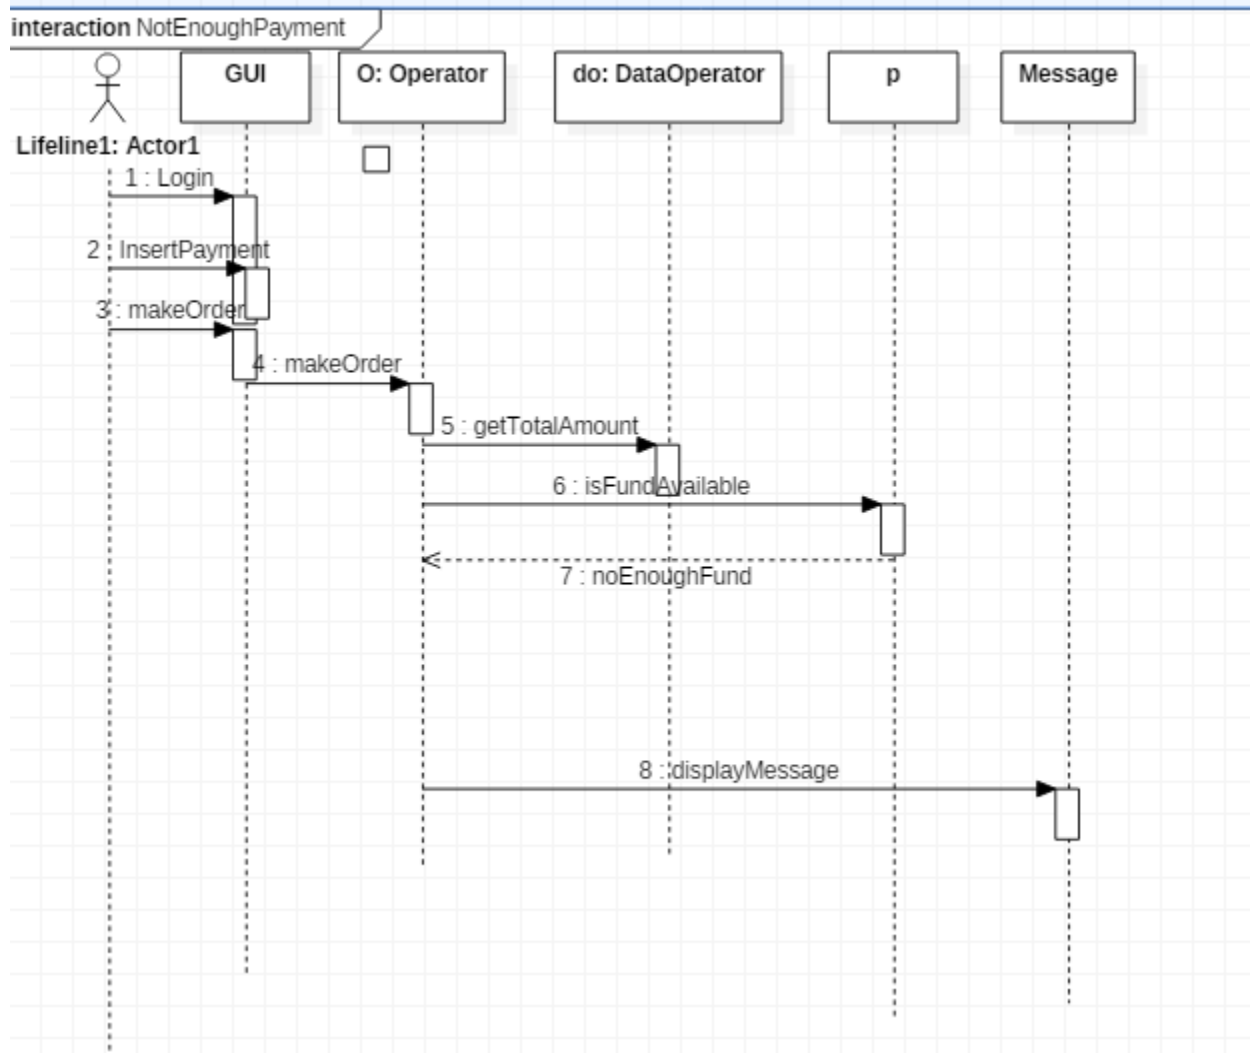 interaction NotEnoughPayment
GUI
O: Operator
do: DataOperator
p
Message
Lifeline1: Actor1
1 : Login
2 : InsertPayment
3 : makeOrder
4 : makeOrder
5 : getTotalAmount
6 : isFundAvailable
7 : noEnoughFund
8 : displayMessage